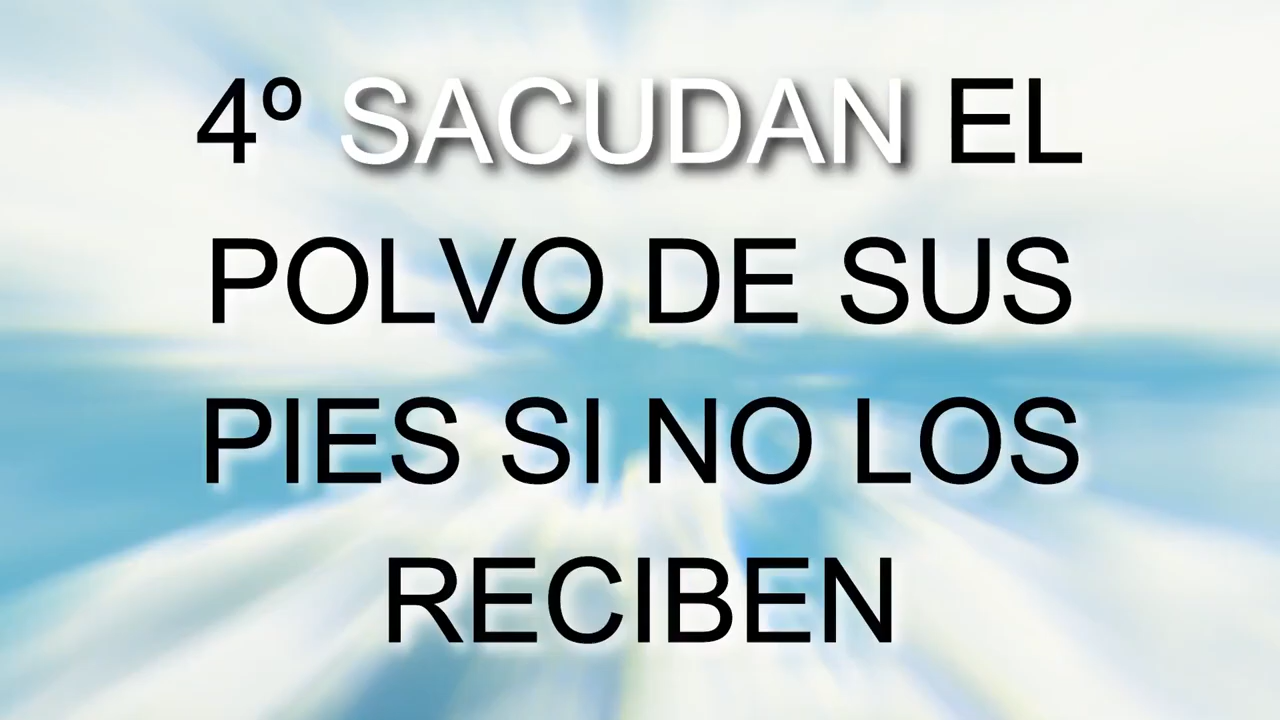 4º SACUDAN EL
POLVO DE SUS
PIES SI NO LOS
RECIBEN